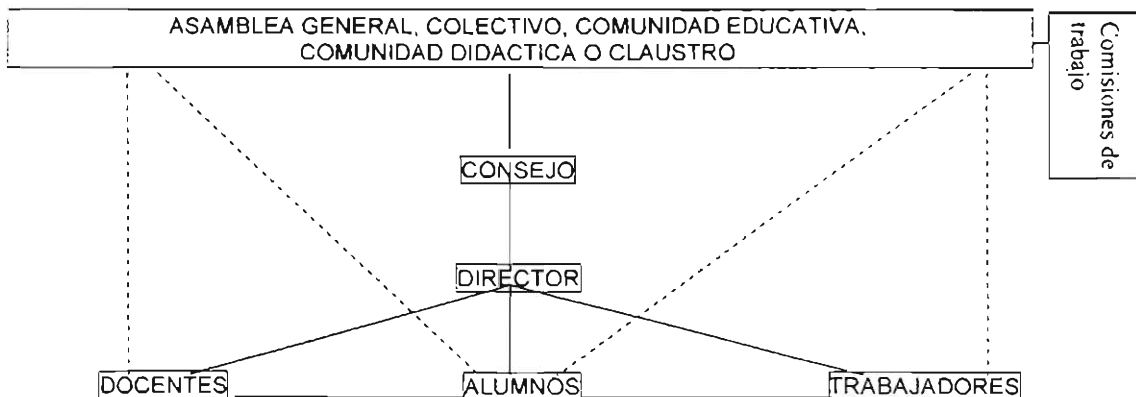 ASAMBLEA GENERAL, COLECTIVO, COMUNIDAD EDUCATIVA,
COMUNIDAD DIDACTICA O CLAUSTRO
Comisiones de
trabajo
CONSEJO
DIRECTOR
DOCENTES
ALUMNOS
TRABAJADORES